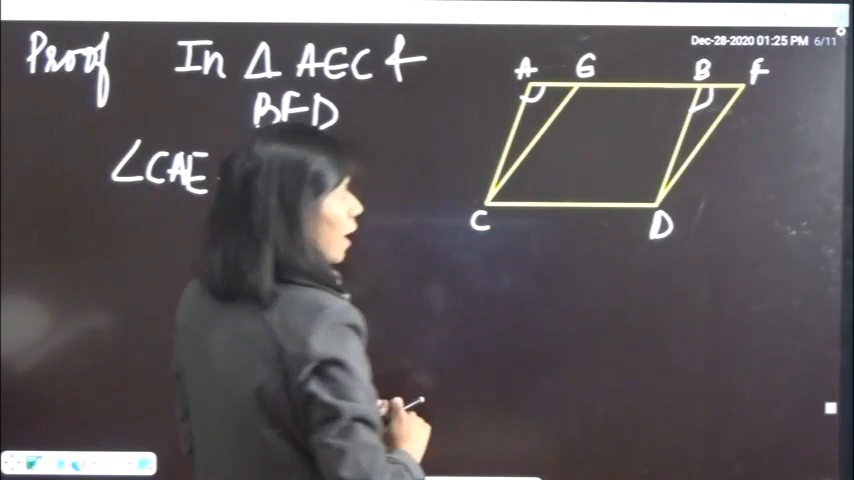 Proof In Δ AEC &
BFD
∠CAE
Dec-28-2020 01:25 PM 6/11
A E B F
C D